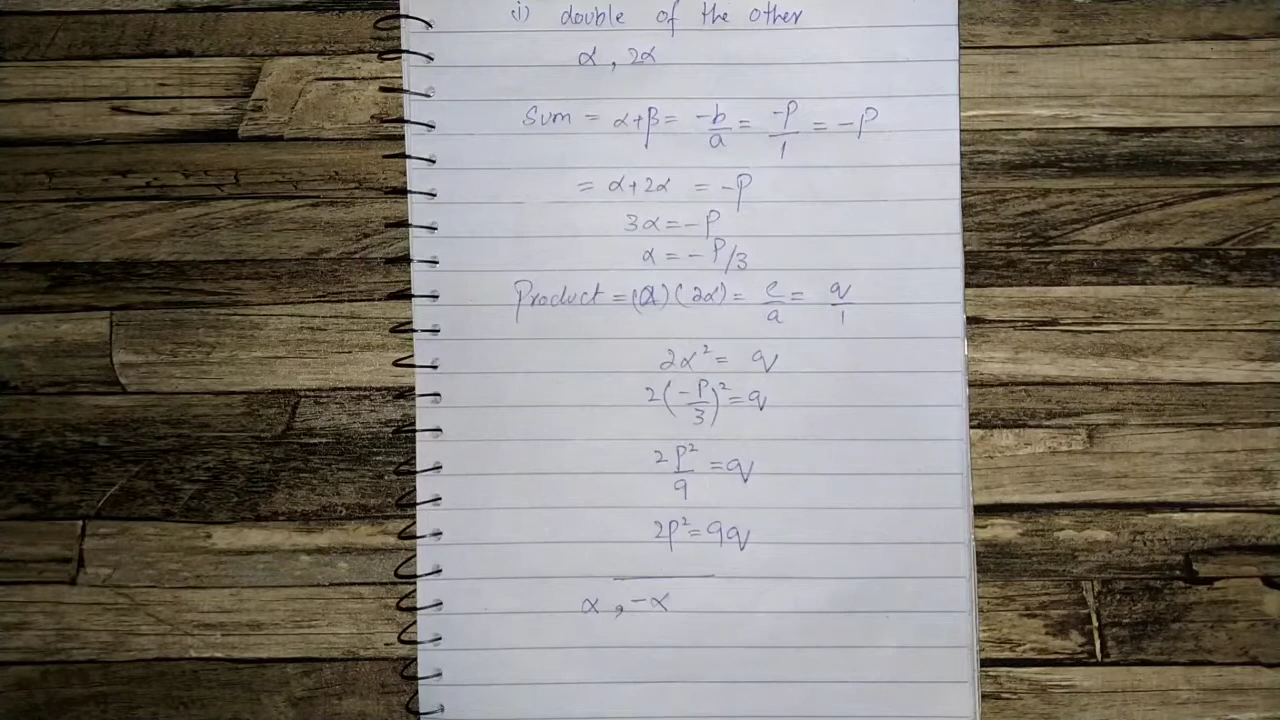 i) double of the other
α , 2α
Sum = α+β = -b/a = -P/1 = -P
= α+2α = -P
3α = -P
α = -P/3
Product = (α)(2α) = c/a = q/1
2α² = q
2(-P/3)² = q
2P²/9 = q
2P² = 9q
α , -α